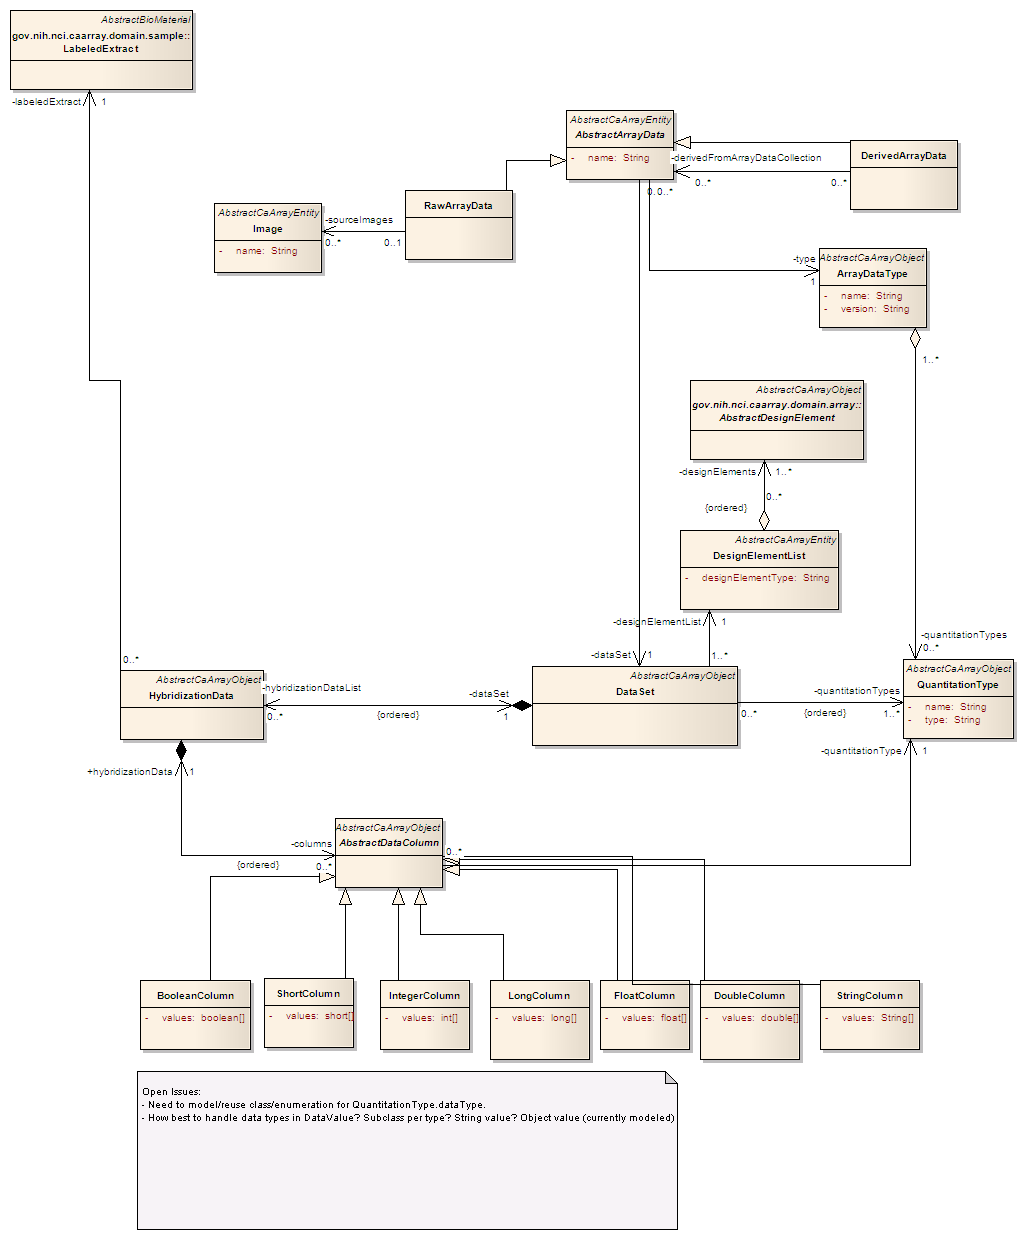 AbstractBioMaterial
gov.nih.nci.caarray.domain.sample::
LabeledExtract
-labeledExtract
1
AbstractCaArrayEntity
AbstractArrayData
- name: String
-derivedFromArrayDataCollection
0..*
0..*
0..0..*
DerivedArrayData
RawArrayData
AbstractCaArrayEntity
Image
- name: String
-sourceImages
0..*
0..1
-type
1
AbstractCaArrayObject
ArrayDataType
- name: String
- version: String
1..*
AbstractCaArrayObject
gov.nih.nci.caarray.domain.array::
AbstractDesignElement
-designElements
1..*
0..*
{ordered}
AbstractCaArrayEntity
DesignElementList
- designElementType: String
-designElementList
1
1..*
-quantitationTypes
0..*
0..*
-dataSet
1
AbstractCaArrayObject
HybridizationData
-hybridizationDataList
0..*
{ordered}
-dataSet
1
AbstractCaArrayObject
DataSet
-quantitationTypes
0..*
{ordered}
1..*
AbstractCaArrayObject
QuantitationType
- name: String
- type: String
-quantitationType
1
+hybridizationData
1
AbstractCaArrayObject
AbstractDataColumn
-columns
{ordered}
0..*
0..*
BooleanColumn
- values: boolean[]
ShortColumn
- values: short[]
IntegerColumn
- values: int[]
LongColumn
- values: long[]
FloatColumn
- values: float[]
DoubleColumn
- values: double[]
StringColumn
- values: String[]
Open Issues:
- Need to model/reuse class/enumeration for QuantitationType.dataType.
- How best to handle data types in DataValue? Subclass per type? String value? Object value (currently modeled)